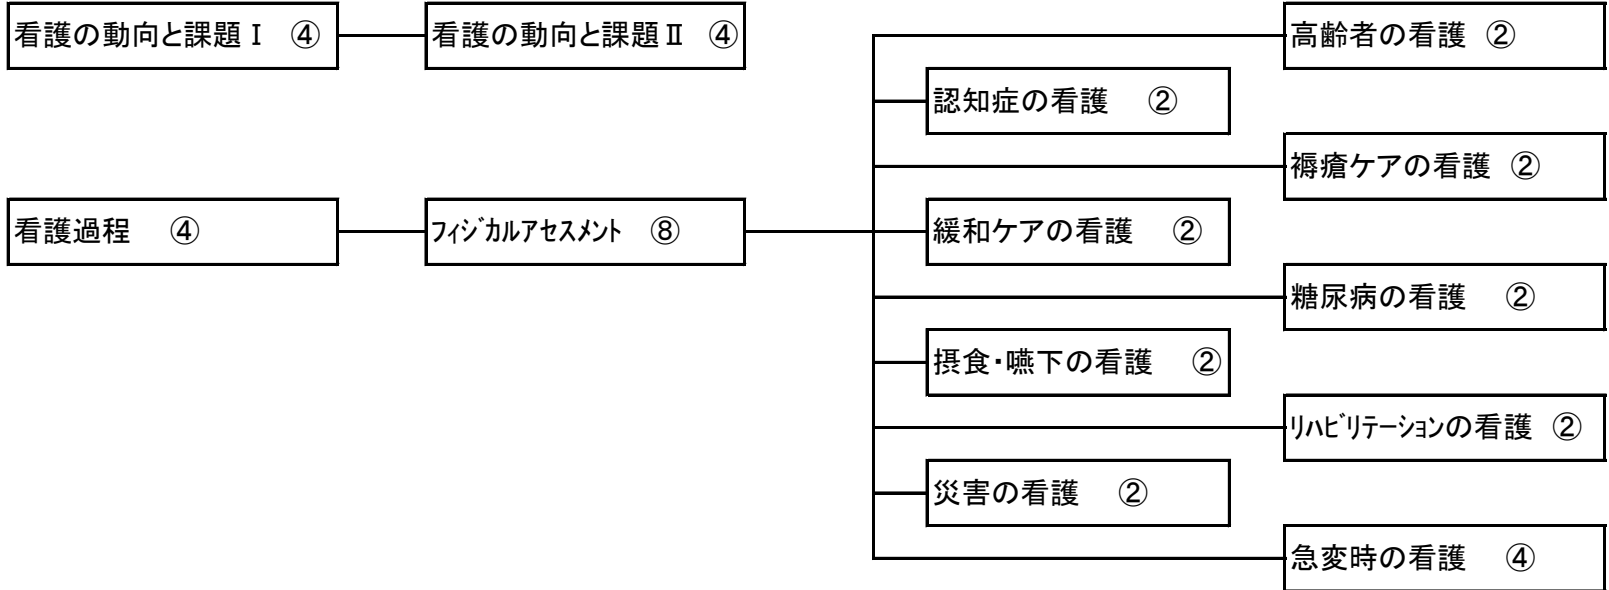 看護の動向と課題Ⅰ ④
看護の動向と課題Ⅱ ④
高齢者の看護 ②
認知症の看護 ②
褥瘡ケアの看護 ②
看護過程 ④
ﾌｨｼﾞｶﾙｱｾｽﾒﾝﾄ ⑧
緩和ケアの看護 ②
糖尿病の看護 ②
摂食・嚥下の看護 ②
ﾘﾊﾋﾞﾘﾃｰｼｮﾝの看護 ②
災害の看護 ②
急変時の看護 ④